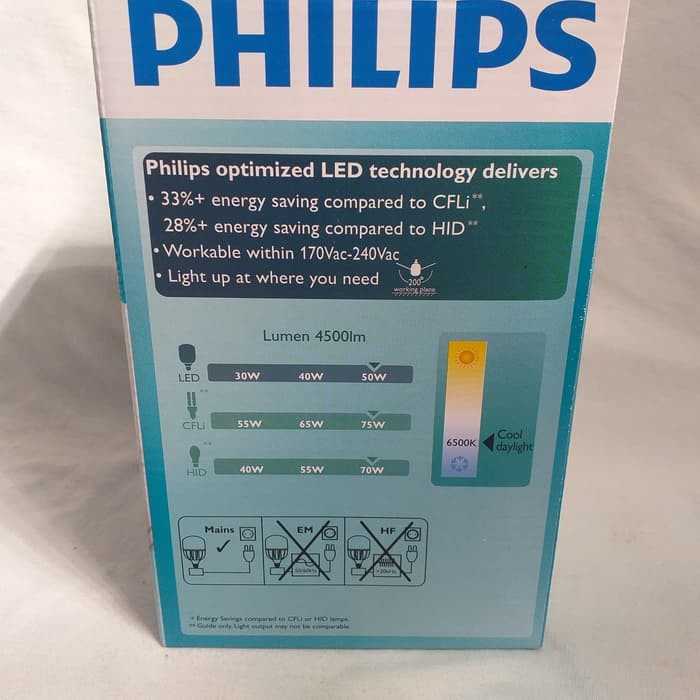 PHILIPS
Philips optimized LED technology delivers
• 33%+ energy saving compared to CFLi**,
28%+ energy saving compared to HID**
• Workable within 170Vac-240Vac
• Light up at where you need
200°
working plane
Lumen 4500lm
LED 30W 40W 50W
**
CFLi 55W 65W 75W
**
HID 40W 55W 70W
6500K Cool
daylight
Mains EM HF
50/60Hz >20kHz
* Energy Savings compared to CFLi or HID lamps.
** Guide only. Light output may not be comparable.